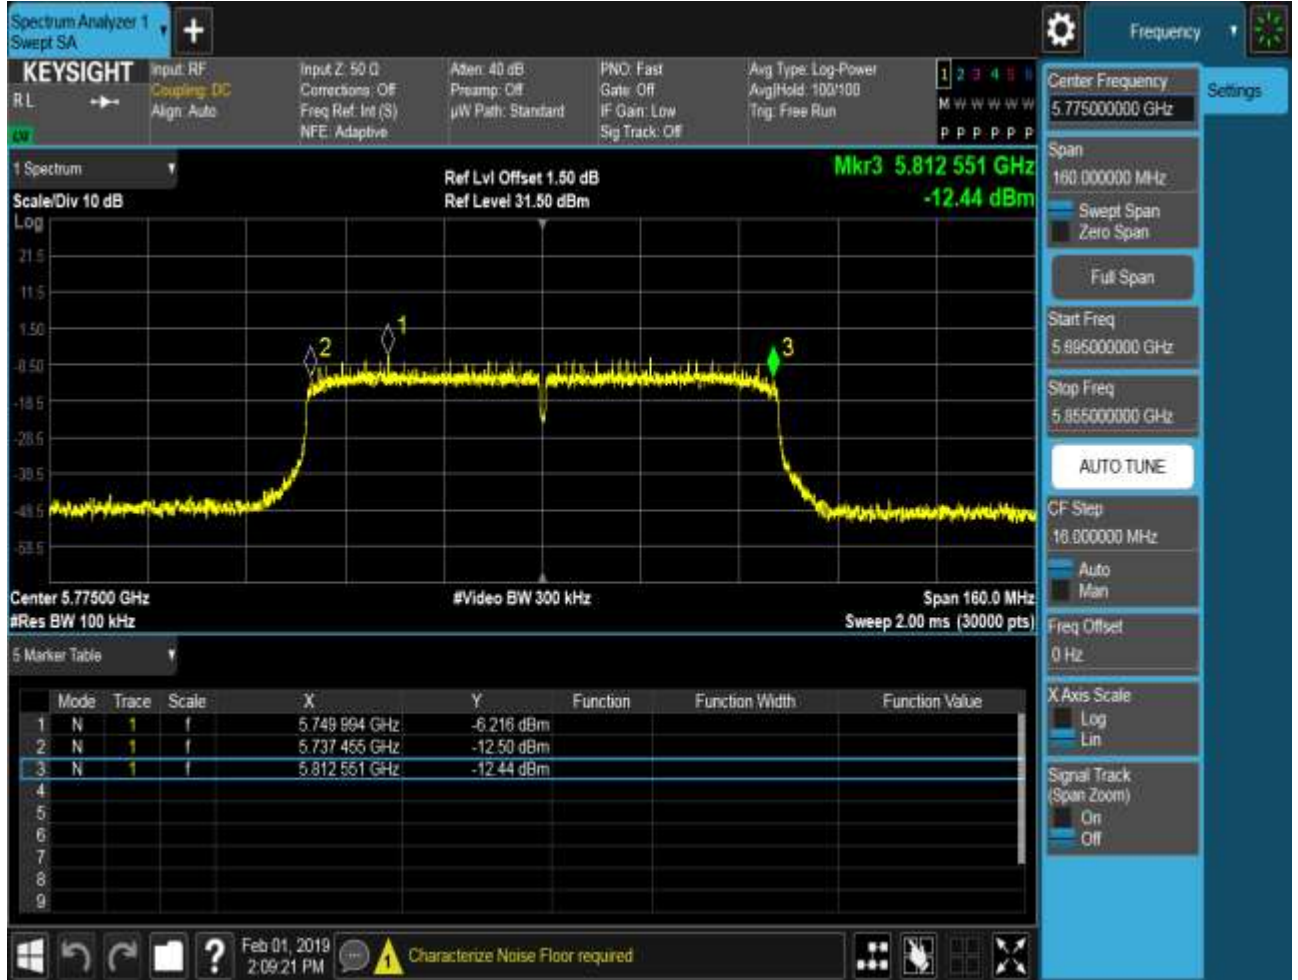 Spectrum Analyzer 1
Swept SA
+
Frequency
KEYSIGHT
RL
Input: RF
Coupling: DC
Align: Auto
Input Z: 50 Ω
Corrections: Off
Freq Ref: Int (S)
NFE: Adaptive
Atten: 40 dB
Preamp: Off
µW Path: Standard
PNO: Fast
Gate: Off
IF Gain: Low
Sig Track: Off
Avg Type: Log-Power
Avg|Hold: 100/100
Trig: Free Run
1 2 3 4 5 6
M W W W W W
P P P P P P
1 Spectrum
Scale/Div 10 dB
Ref Lvl Offset 1.50 dB
Ref Level 31.50 dBm
Mkr3 5.812 551 GHz
-12.44 dBm
Log
21.5
11.5
1.50
-8.50
-18.5
-28.5
-38.5
-48.5
-58.5
1
2
3
Center 5.77500 GHz
#Res BW 100 kHz
#Video BW 300 kHz
Span 160.0 MHz
Sweep 2.00 ms (30000 pts)
5 Marker Table
Mode Trace Scale X Y Function Function Width Function Value
1 N 1 f 5.749 994 GHz -6.216 dBm
2 N 1 f 5.737 455 GHz -12.50 dBm
3 N 1 f 5.812 551 GHz -12.44 dBm
4
5
6
7
8
9
Center Frequency
5.775000000 GHz
Span
160.000000 MHz
Swept Span
Zero Span
Full Span
Start Freq
5.695000000 GHz
Stop Freq
5.855000000 GHz
AUTO TUNE
CF Step
16.000000 MHz
Auto
Man
Freq Offset
0 Hz
X Axis Scale
Log
Lin
Signal Track
(Span Zoom)
On
Off
Settings
?
Feb 01, 2019
2:09:21 PM
1
Characterize Noise Floor required